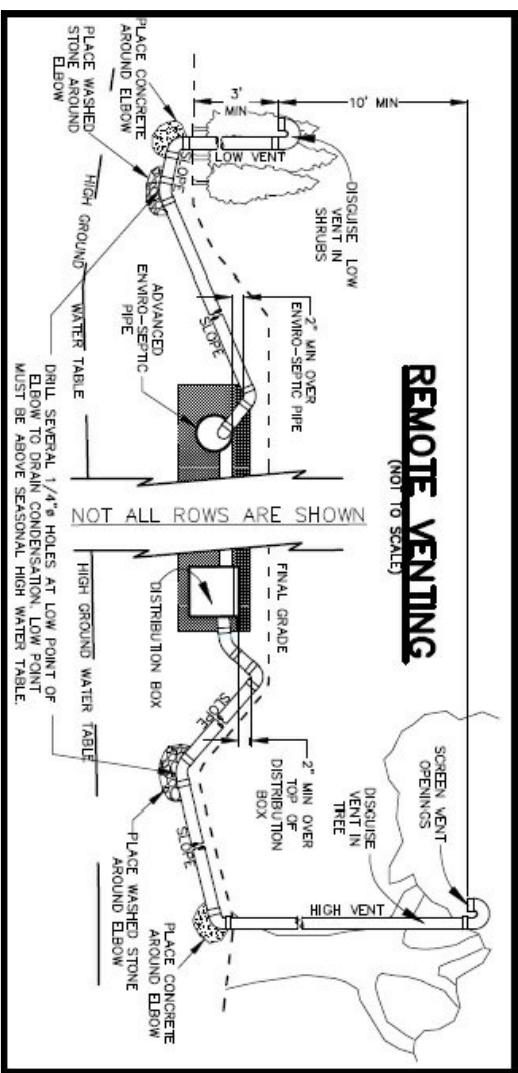 REMOTE VENTING
(NOT TO SCALE)
10' MIN
3'
MIN
DISGUISE LOW
VENT IN
SHRUBS
LOW VENT
PLACE CONCRETE
AROUND ELBOW
PLACE WASHED
STONE AROUND
ELBOW
SLOPE
SLOPE
HIGH GROUND WATER TABLE
2" MIN OVER
ENVIRO-SEPTIC PIPE
ADVANCED
ENVIRO-SEPTIC
PIPE
NOT ALL ROWS ARE SHOWN
FINAL GRADE
DISTRIBUTION BOX
HIGH GROUND WATER TABLE
DRILL SEVERAL 1/4"ø HOLES AT LOW POINT OF
ELBOW TO DRAIN CONDENSATION. LOW POINT
MUST BE ABOVE SEASONAL HIGH WATER TABLE.
SLOPE
2" MIN OVER
TOP OF
DISTRIBUTION
BOX
SLOPE
PLACE WASHED STONE
AROUND ELBOW
PLACE CONCRETE
AROUND ELBOW
SCREEN VENT
OPENINGS
DISGUISE
VENT IN
TREE
HIGH VENT